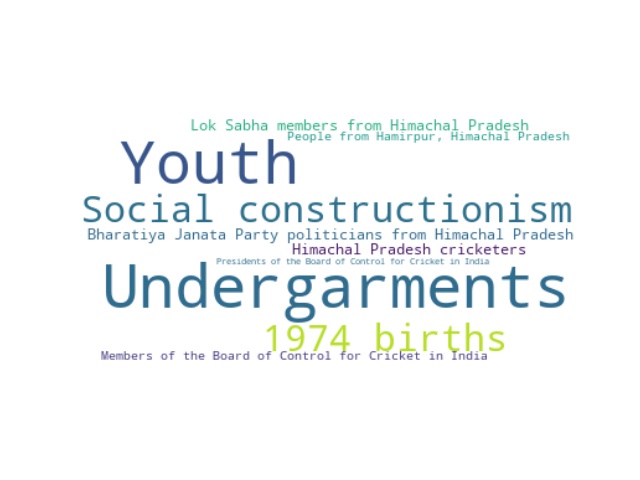 Lok Sabha members from Himachal Pradesh
People from Hamirpur, Himachal Pradesh
Youth
Social constructionism
Bharatiya Janata Party politicians from Himachal Pradesh
Himachal Pradesh cricketers
Presidents of the Board of Control for Cricket in India
Undergarments
1974 births
Members of the Board of Control for Cricket in India